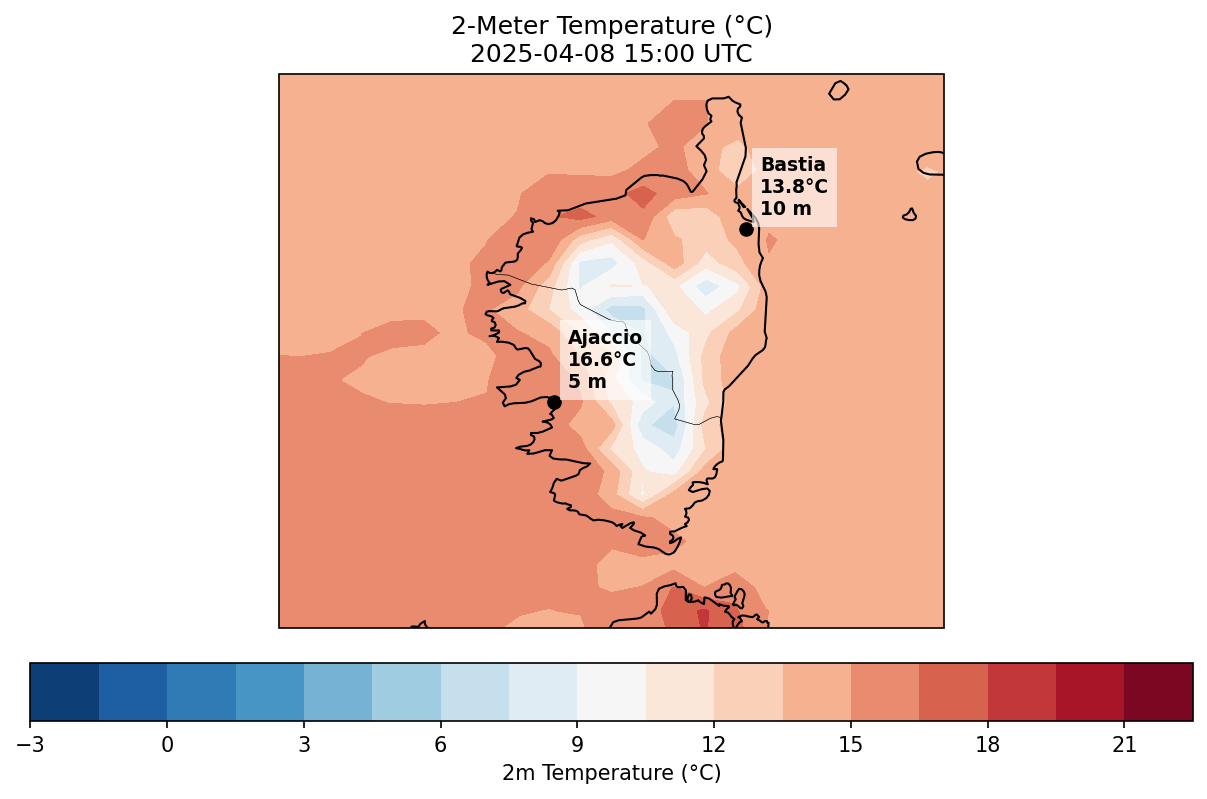 2-Meter Temperature (°C)
2025-04-08 15:00 UTC
Bastia
13.8°C
10 m
Ajaccio
16.6°C
5 m
−3 0 3 6 9 12 15 18 21
2m Temperature (°C)